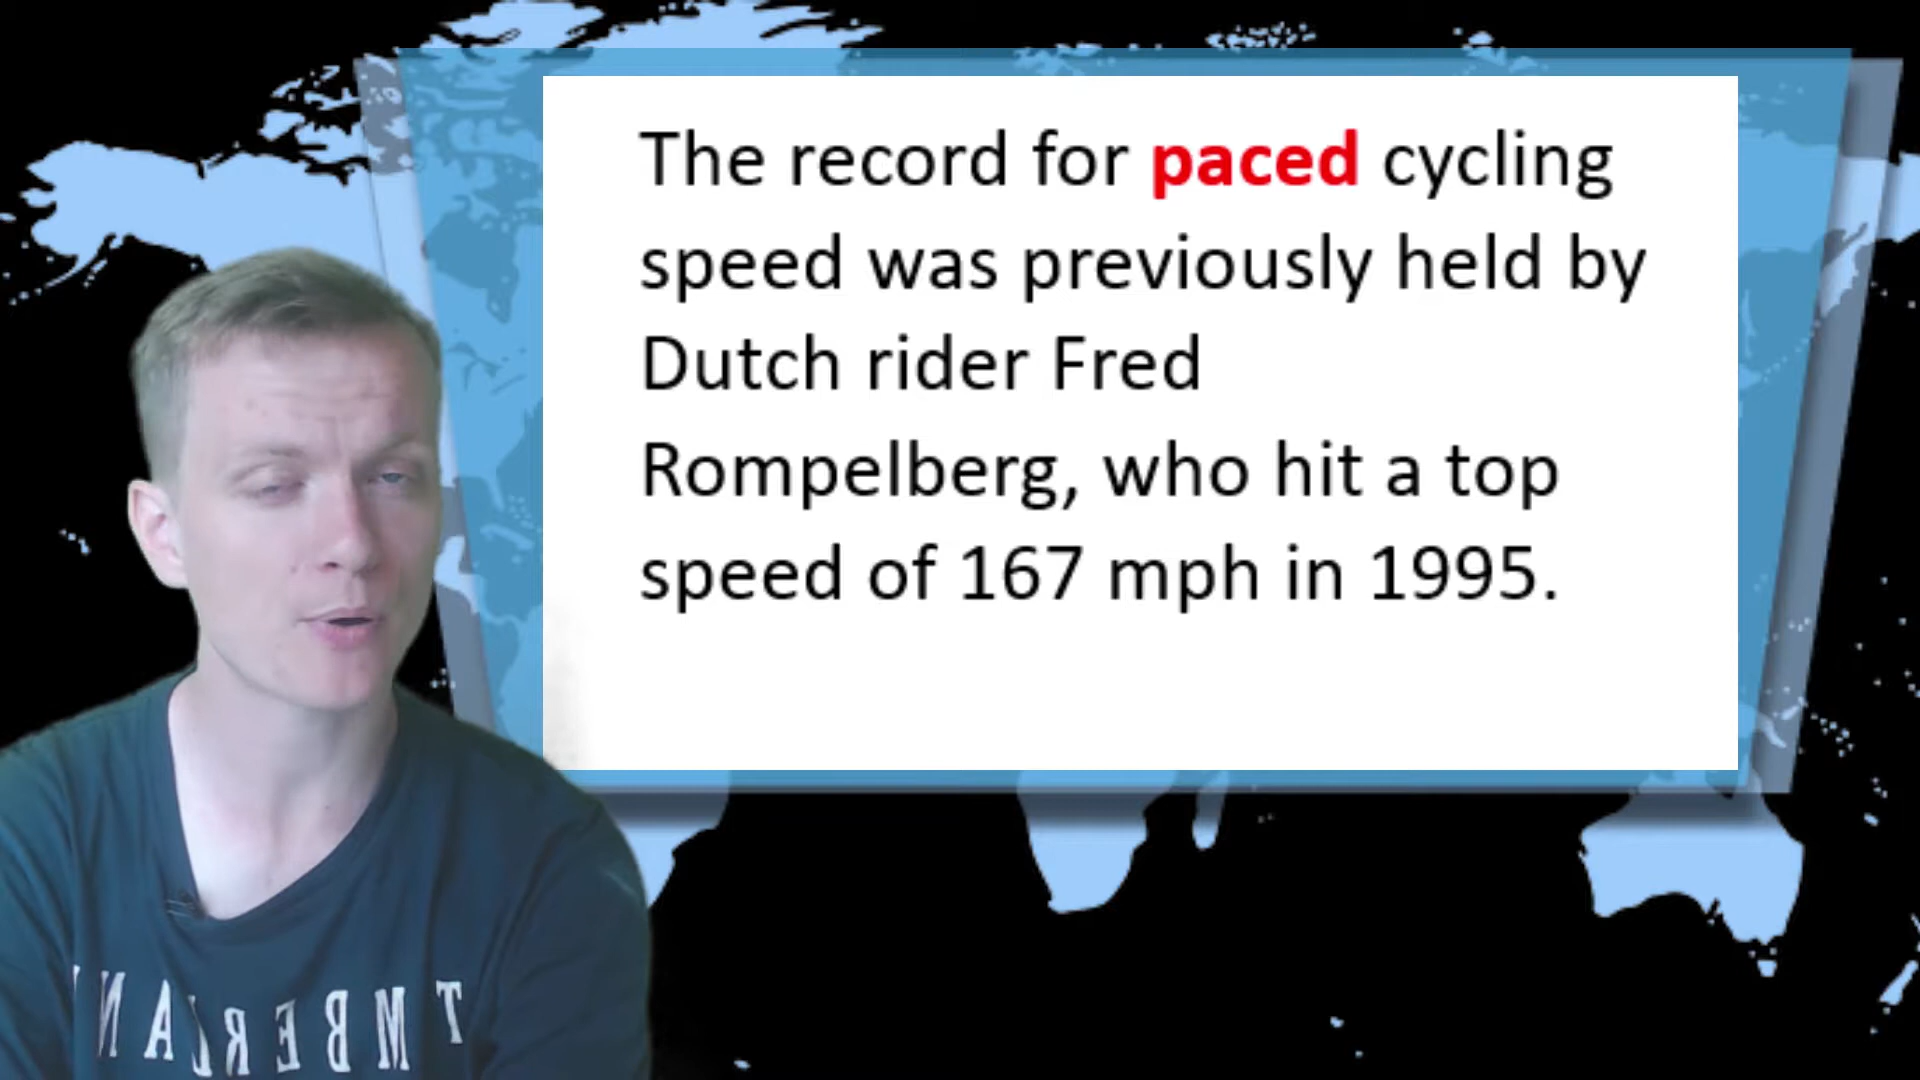 The record for paced cycling
speed was previously held by
Dutch rider Fred
Rompelberg, who hit a top
speed of 167 mph in 1995.
TMBERLAN